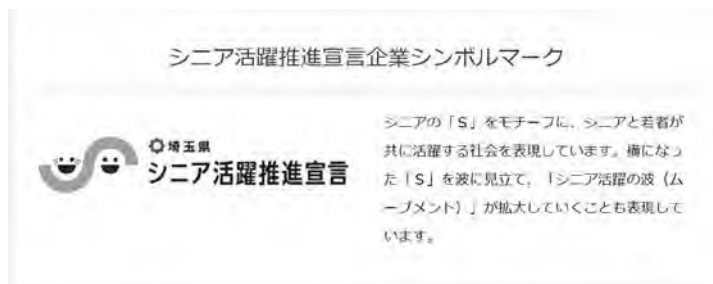 シニア活躍推進宣言企業シンボルマーク
埼玉県
シニア活躍推進宣言
シニアの「S」をモチーフに、シニアと若者が
共に活躍する社会を表現しています。横になっ
た「S」を波に見立て、「シニア活躍の波（ム
ーブメント）」が拡大していくことも表現して
います。